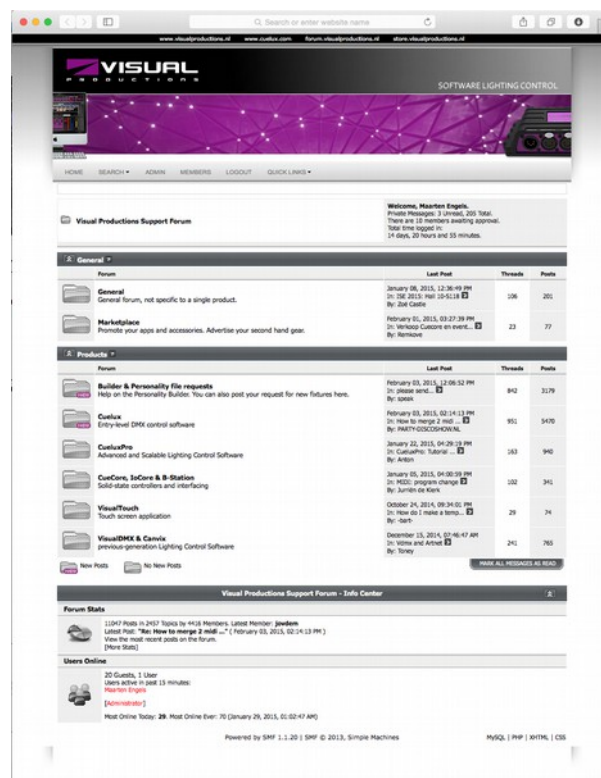 Search or enter website name
www.visualproductions.nl www.cuelux.com forum.visualproductions.nl store.visualproductions.nl
VISUAL
PRODUCTIONS
SOFTWARE LIGHTING CONTROL
HOME SEARCH ADMIN MEMBERS LOGOUT QUICK LINKS
Visual Productions Support Forum
Welcome, Maarten Engels.
Private Messages: 3 Unread, 205 Total.
There are 10 members awaiting approval.
Total time logged in:
14 days, 20 hours and 55 minutes.
General
Forum Last Post Threads Posts
General
General forum, not specific to a single product.
January 08, 2015, 12:36:49 PM
In: ISE 2015: Hall 10-S118
By: Zoë Castle
106 201
Marketplace
Promote your apps and accessories. Advertise your second hand gear.
February 01, 2015, 03:27:39 PM
In: Verkoop Cuecore en event...
By: Remkove
23 77
Products
Forum Last Post Threads Posts
Builder & Personality file requests
Help on the Personality Builder. You can also post your request for new fixtures here.
February 03, 2015, 12:06:52 PM
In: please send...
By: speak
842 3179
Cuelux
Entry-level DMX control software
February 03, 2015, 02:14:13 PM
In: How to merge 2 midi ...
By: PARTY-DISCOSHOW.NL
951 5470
CueluxPro
Advanced and Scalable Lighting Control Software
January 22, 2015, 04:29:19 PM
In: CueluxPro: Tutorial ...
By: Anton
163 940
CueCore, IoCore & B-Station
Solid-state controllers and interfacing
January 05, 2015, 04:00:59 PM
In: MIDI: program change
By: Jurriën de Klerk
102 341
VisualTouch
Touch screen application
October 24, 2014, 09:34:01 PM
In: How do I make a temp...
By: -bart-
29 74
VisualDMX & Canvix
previous-generation Lighting Control Software
December 15, 2014, 07:46:47 AM
In: Vdmx and Artnet
By: Toney
241 765
New Posts No New Posts
MARK ALL MESSAGES AS READ
Visual Productions Support Forum - Info Center
Forum Stats
11047 Posts in 2457 Topics by 4416 Members. Latest Member: jovdem
Latest Post: "Re: How to merge 2 midi ..." ( February 03, 2015, 02:14:13 PM )
View the most recent posts on the forum.
[More Stats]
Users Online
20 Guests, 1 User
Users active in past 15 minutes:
Maarten Engels
[Administrator]
Most Online Today: 29. Most Online Ever: 70 (January 29, 2015, 01:02:47 AM)
Powered by SMF 1.1.20 | SMF © 2013, Simple Machines
MySQL | PHP | XHTML | CSS